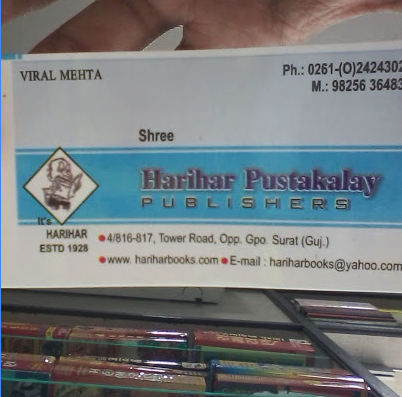 VIRAL MEHTA
Ph.: 0261-(O)2424302
M.: 98256 36483
Shree
Harihar Pustakalay
PUBLISHERS
It's
HARIHAR
ESTD 1928
4/816-817, Tower Road, Opp. Gpo. Surat (Guj.)
www. hariharbooks.com E-mail : hariharbooks@yahoo.com